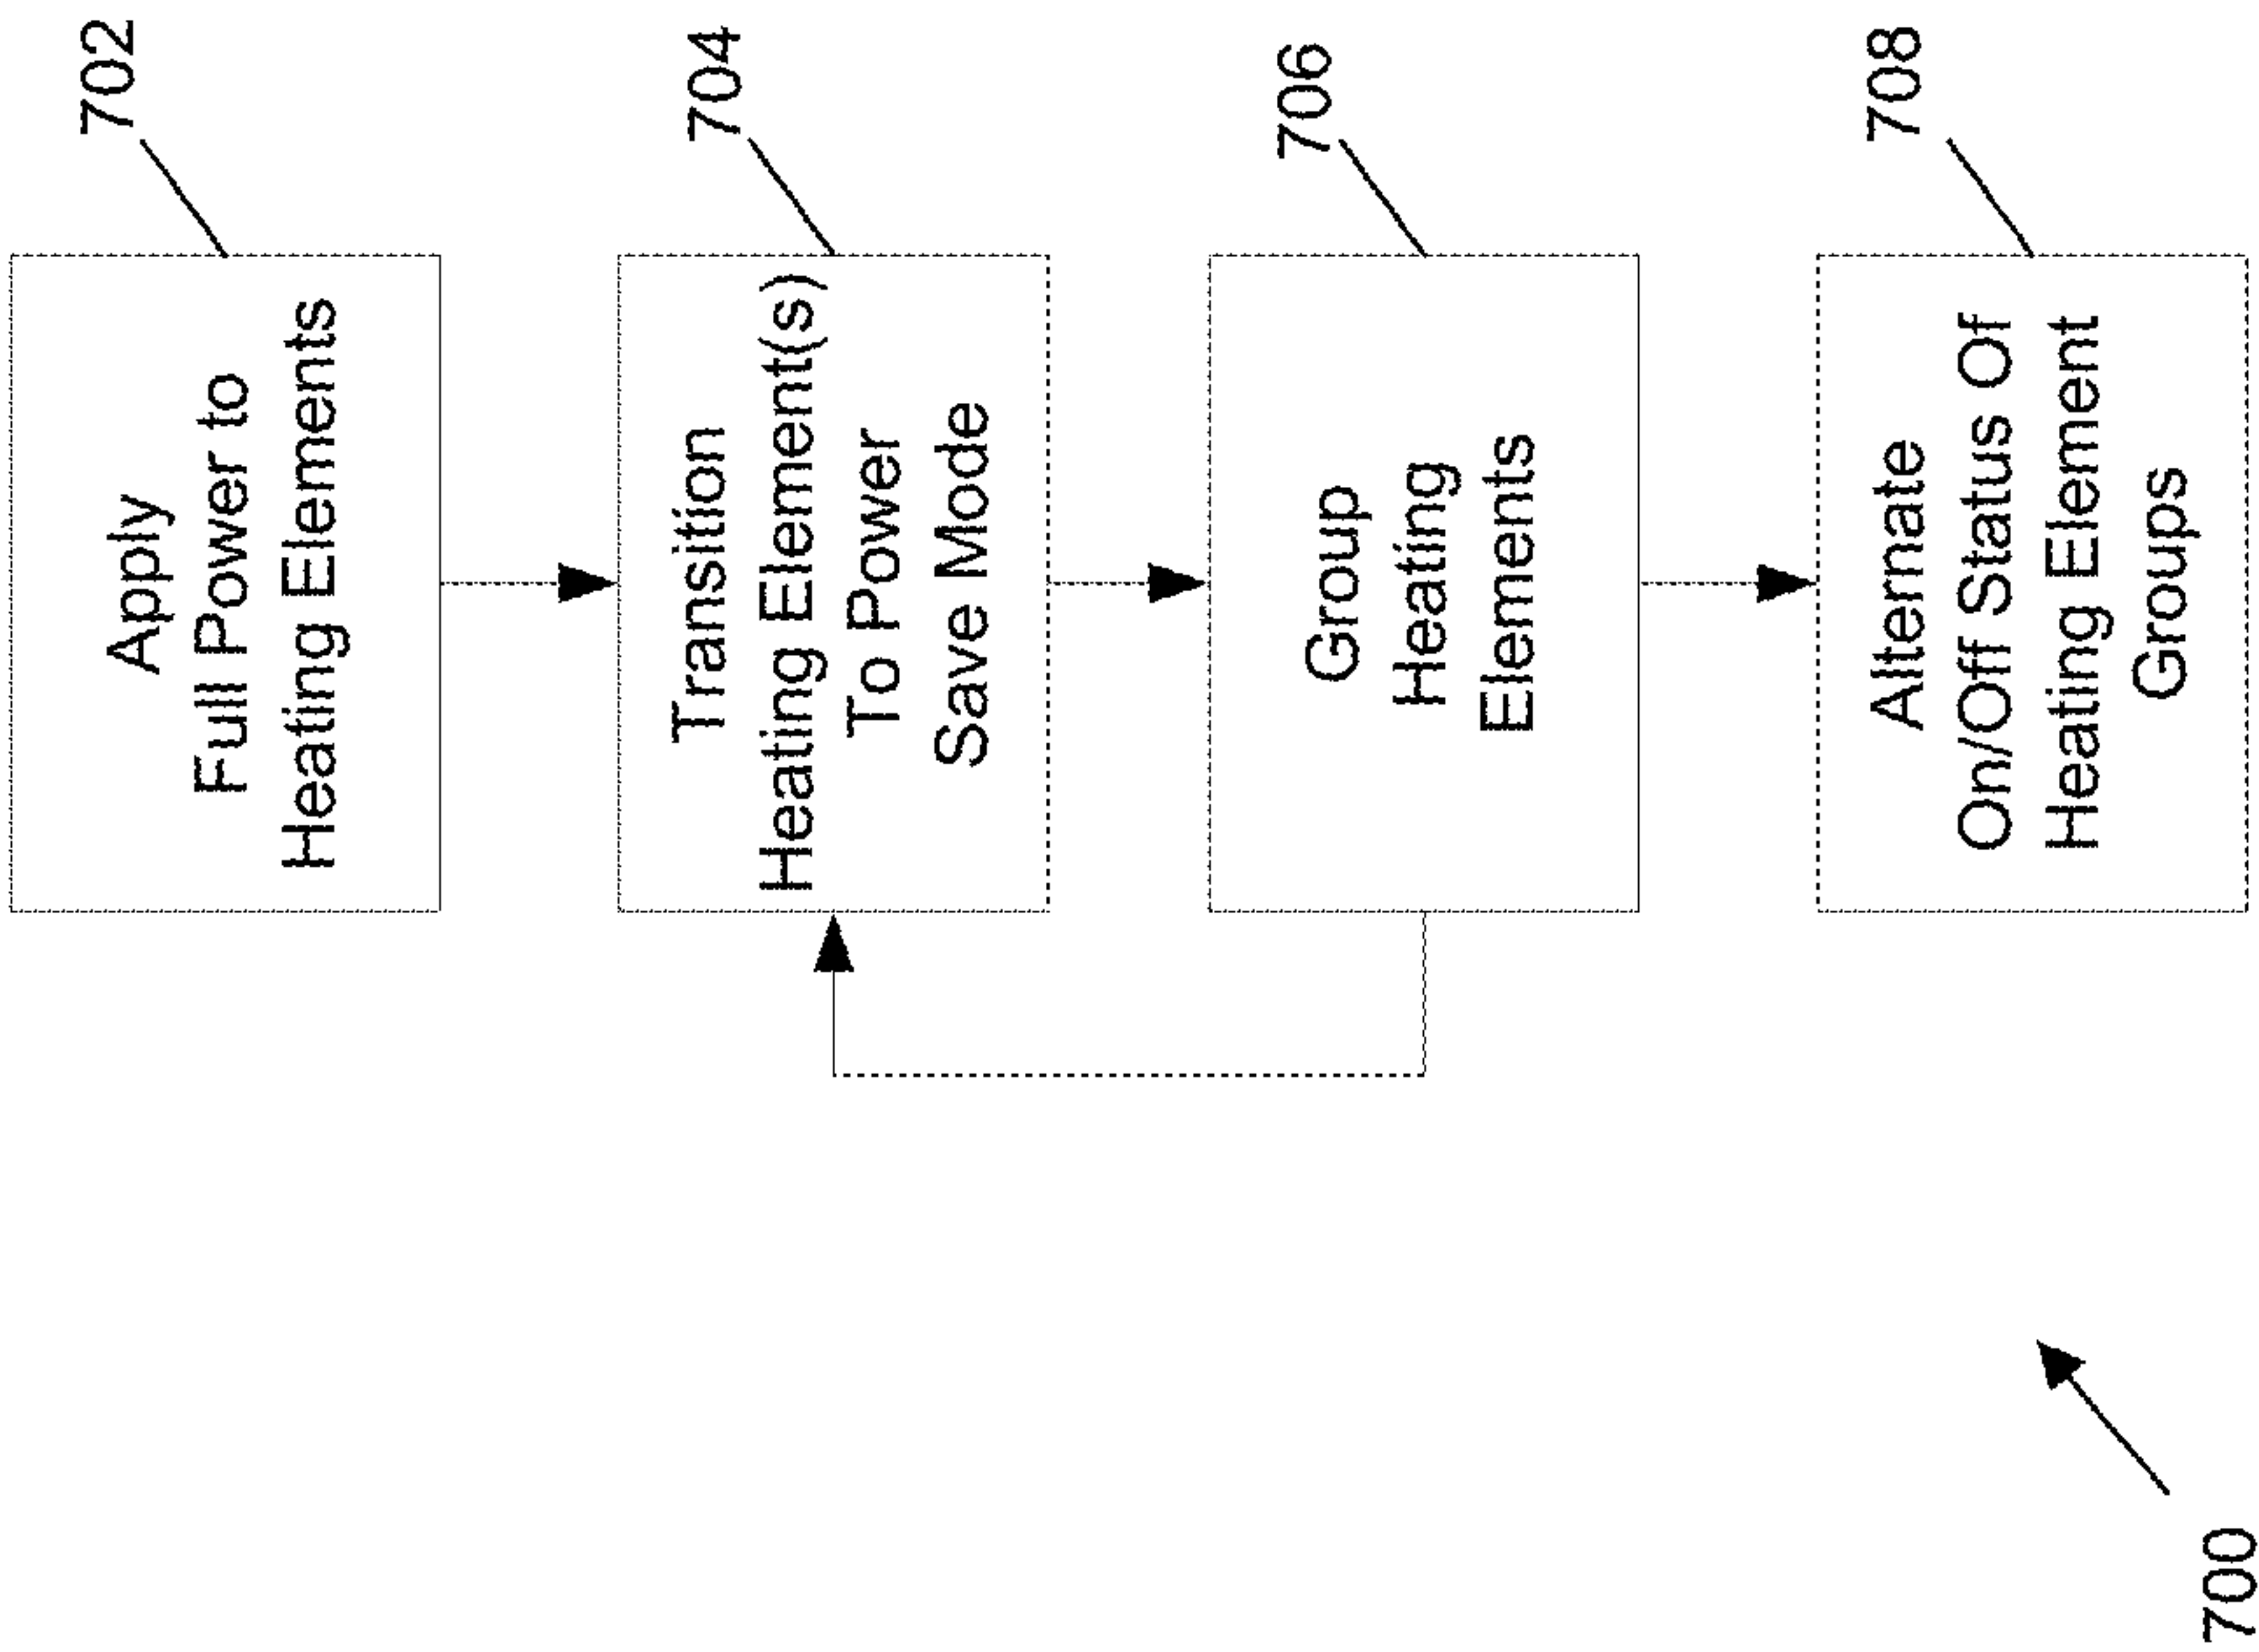 702
Apply
Full Power to
Heating Elements
704
Transition
Heating Element(s)
To Power
Save Mode
706
Group
Heating
Elements
708
Alternate
On/Off Status Of
Heating Element
Groups
700